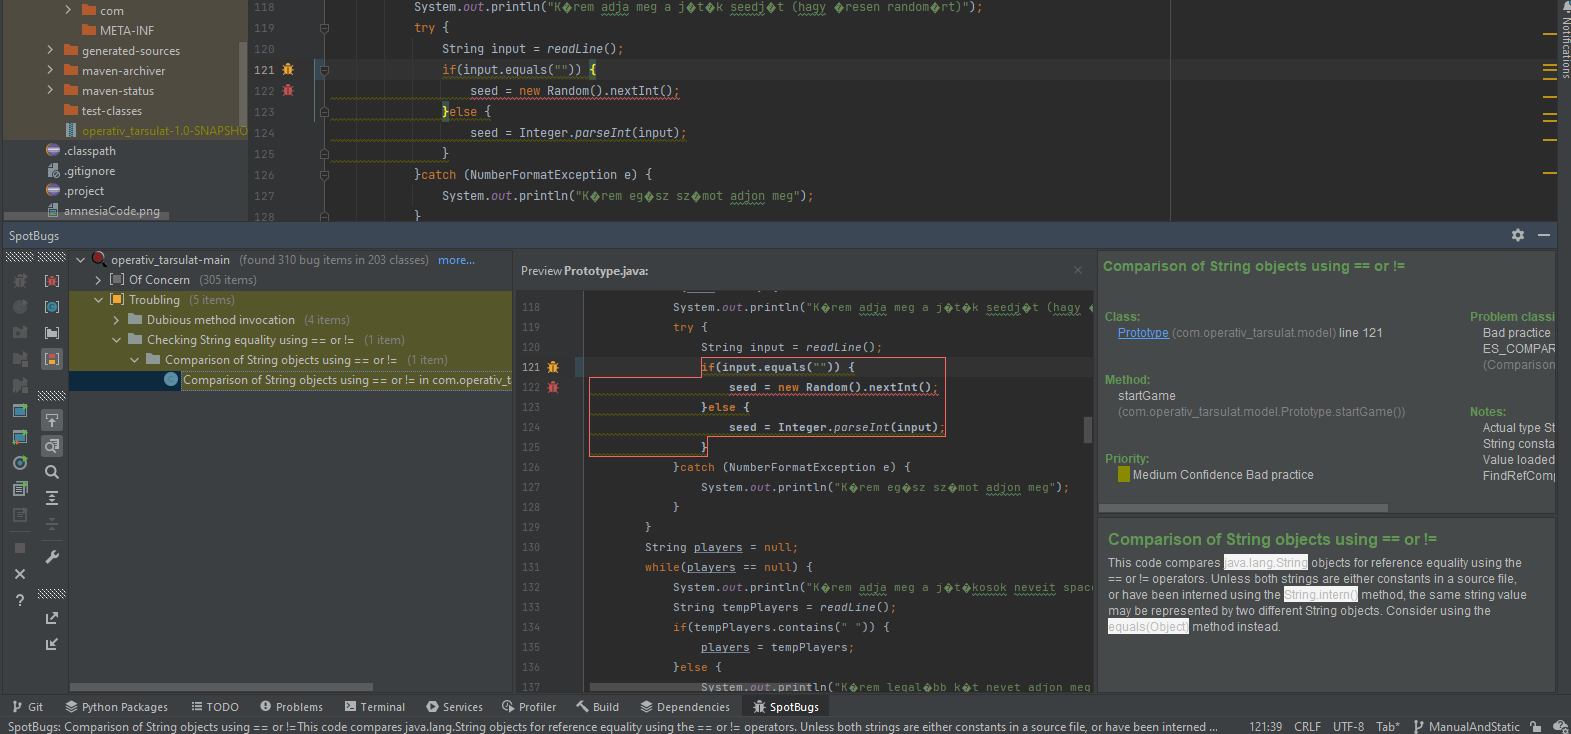 com
META-INF
generated-sources
maven-archiver
maven-status
test-classes
operativ_tarsulat-1.0-SNAPSHO
.classpath
.gitignore
.project
amnesiaCode.png
118 System.out.println("K�rem adja meg a j�t�k seedj�t (hagy �resen random�rt)");
119 try {
120 String input = readLine();
121 if(input.equals("")) {
122 seed = new Random().nextInt();
123 }else {
124 seed = Integer.parseInt(input);
125 }
126 }catch (NumberFormatException e) {
127 System.out.println("K�rem eg�sz sz�mot adjon meg");
128 }
Notifications
SpotBugs
operativ_tarsulat-main (found 310 bug items in 203 classes) more...
Of Concern (305 items)
Troubling (5 items)
Dubious method invocation (4 items)
Checking String equality using == or != (1 item)
Comparison of String objects using == or != (1 item)
Comparison of String objects using == or != in com.operativ_t
Preview Prototype.java:
118 System.out.println("K�rem adja meg a j�t�k seedj�t (hagy �
119 try {
120 String input = readLine();
121 if(input.equals("")) {
122 seed = new Random().nextInt();
123 }else {
124 seed = Integer.parseInt(input);
125 }
126 }catch (NumberFormatException e) {
127 System.out.println("K�rem eg�sz sz�mot adjon meg");
128 }
129 }
130 String players = null;
131 while(players == null) {
132 System.out.println("K�rem adja meg a j�t�kosok neveit spac
133 String tempPlayers = readLine();
134 if(tempPlayers.contains(" ")) {
135 players = tempPlayers;
136 }else {
137 System.out.println("K�rem legal�bb k�t nevet adjon meg
Comparison of String objects using == or !=
Class:
Prototype (com.operativ_tarsulat.model) line 121
Method:
startGame
(com.operativ_tarsulat.model.Prototype.startGame())
Priority:
Medium Confidence Bad practice
Problem classi
Bad practice
ES_COMPAR
(Comparison
Notes:
Actual type St
String consta
Value loaded
FindRefComp
Comparison of String objects using == or !=
This code compares java.lang.String objects for reference equality using the
== or != operators. Unless both strings are either constants in a source file,
or have been interned using the String.intern() method, the same string value
may be represented by two different String objects. Consider using the
equals(Object) method instead.
Git Python Packages TODO Problems Terminal Services Profiler Build Dependencies SpotBugs
SpotBugs: Comparison of String objects using == or != This code compares java.lang.String objects for reference equality using the == or != operators. Unless both strings are either constants in a source file, or have been interned ... 121:39 CRLF UTF-8 Tab* ManualAndStatic